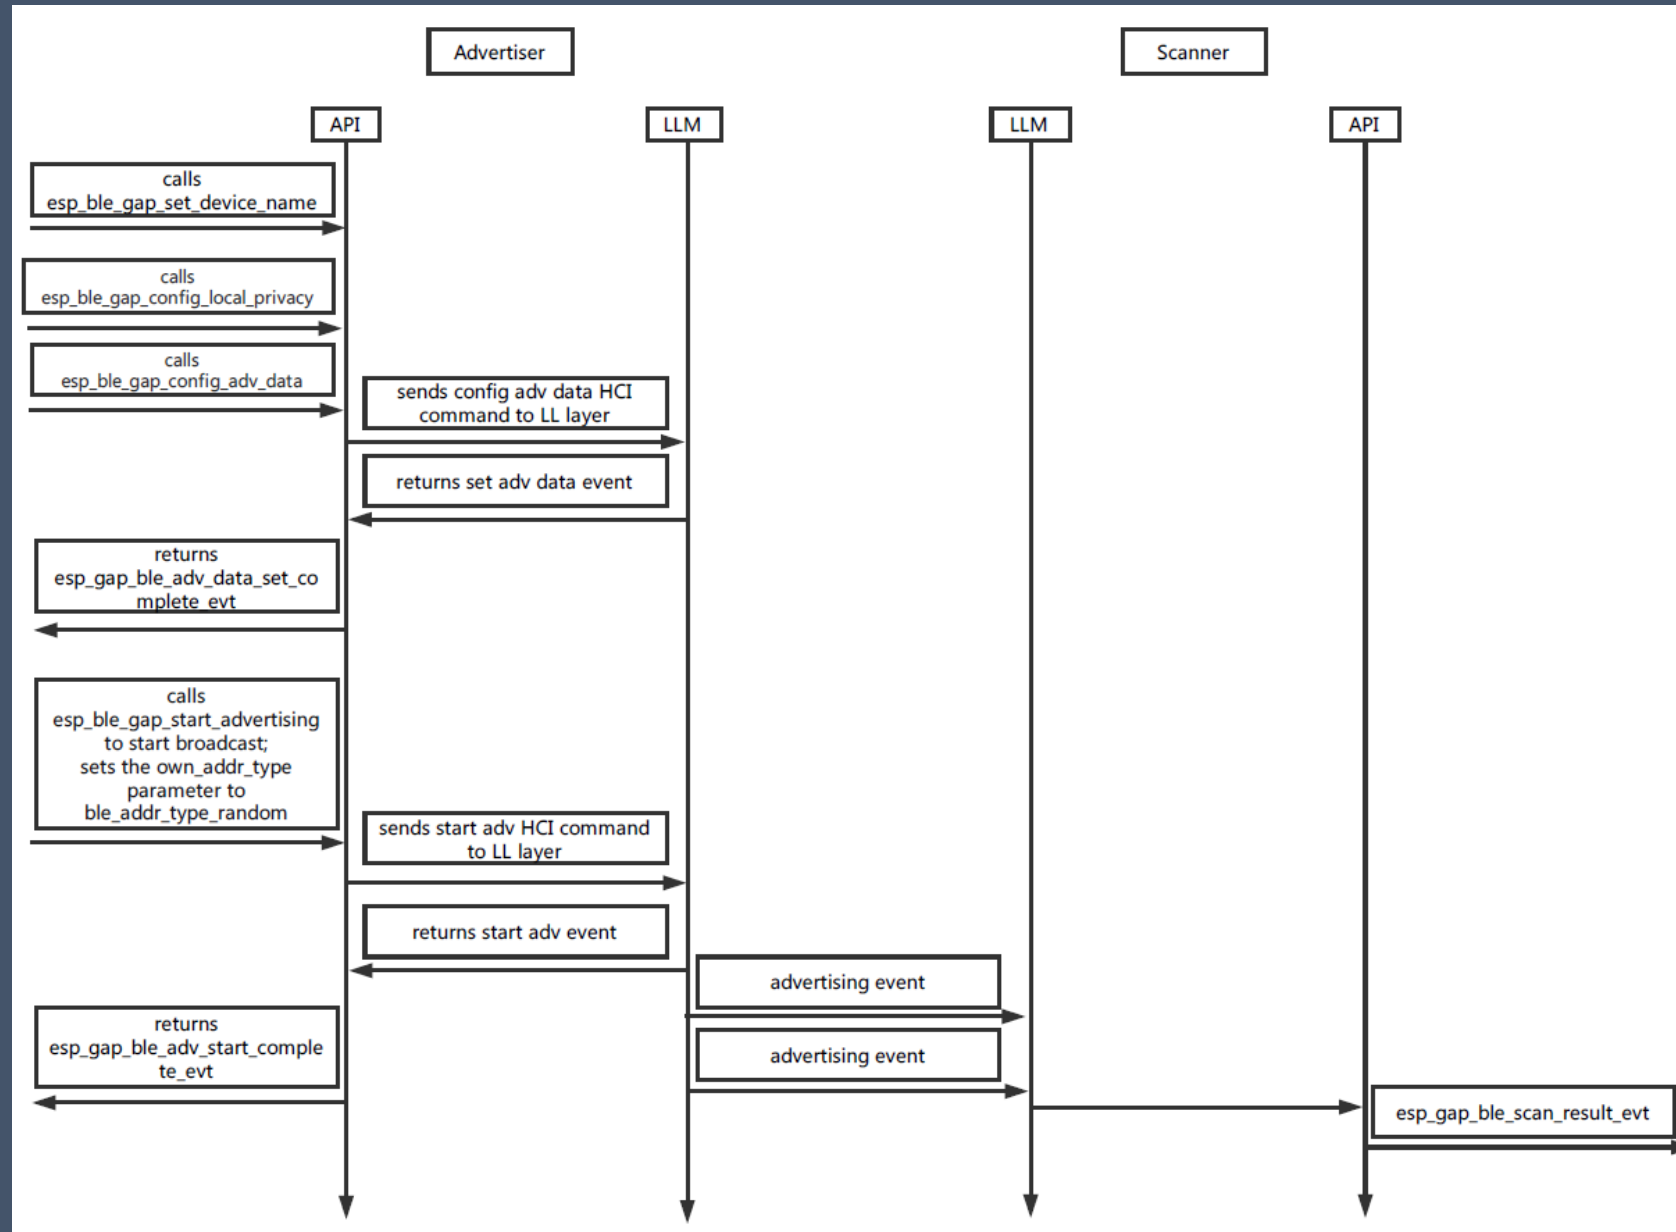 Advertiser
Scanner
API
LLM
LLM
API
calls
esp_ble_gap_set_device_name
calls
esp_ble_gap_config_local_privacy
calls
esp_ble_gap_config_adv_data
sends config adv data HCI
command to LL layer
returns set adv data event
returns
esp_gap_ble_adv_data_set_co
mplete_evt
calls
esp_ble_gap_start_advertising
to start broadcast;
sets the own_addr_type
parameter to
ble_addr_type_random
sends start adv HCI command
to LL layer
returns start adv event
advertising event
returns
esp_gap_ble_adv_start_comple
te_evt
advertising event
esp_gap_ble_scan_result_evt